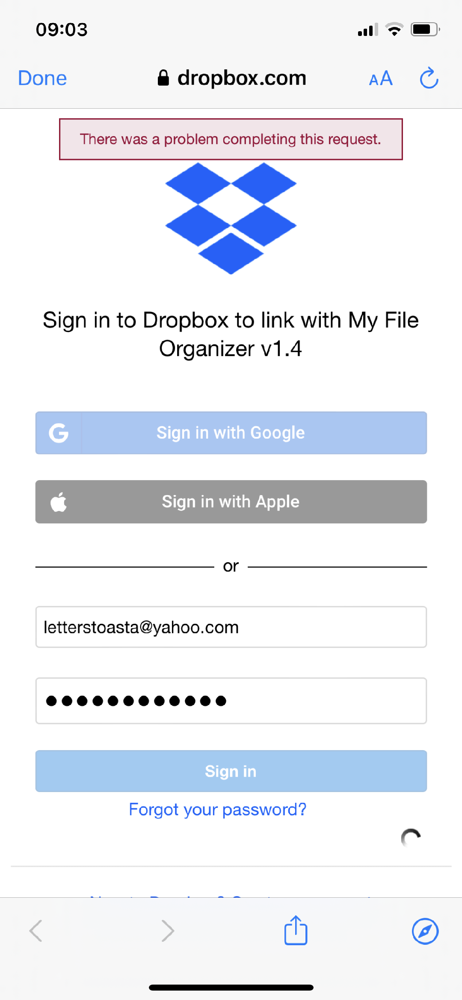 09:03
Done
dropbox.com
AA
There was a problem completing this request.
Sign in to Dropbox to link with My File
Organizer v1.4
G
Sign in with Google
Sign in with Apple
or
letterstoasta@yahoo.com
Sign in
Forgot your password?